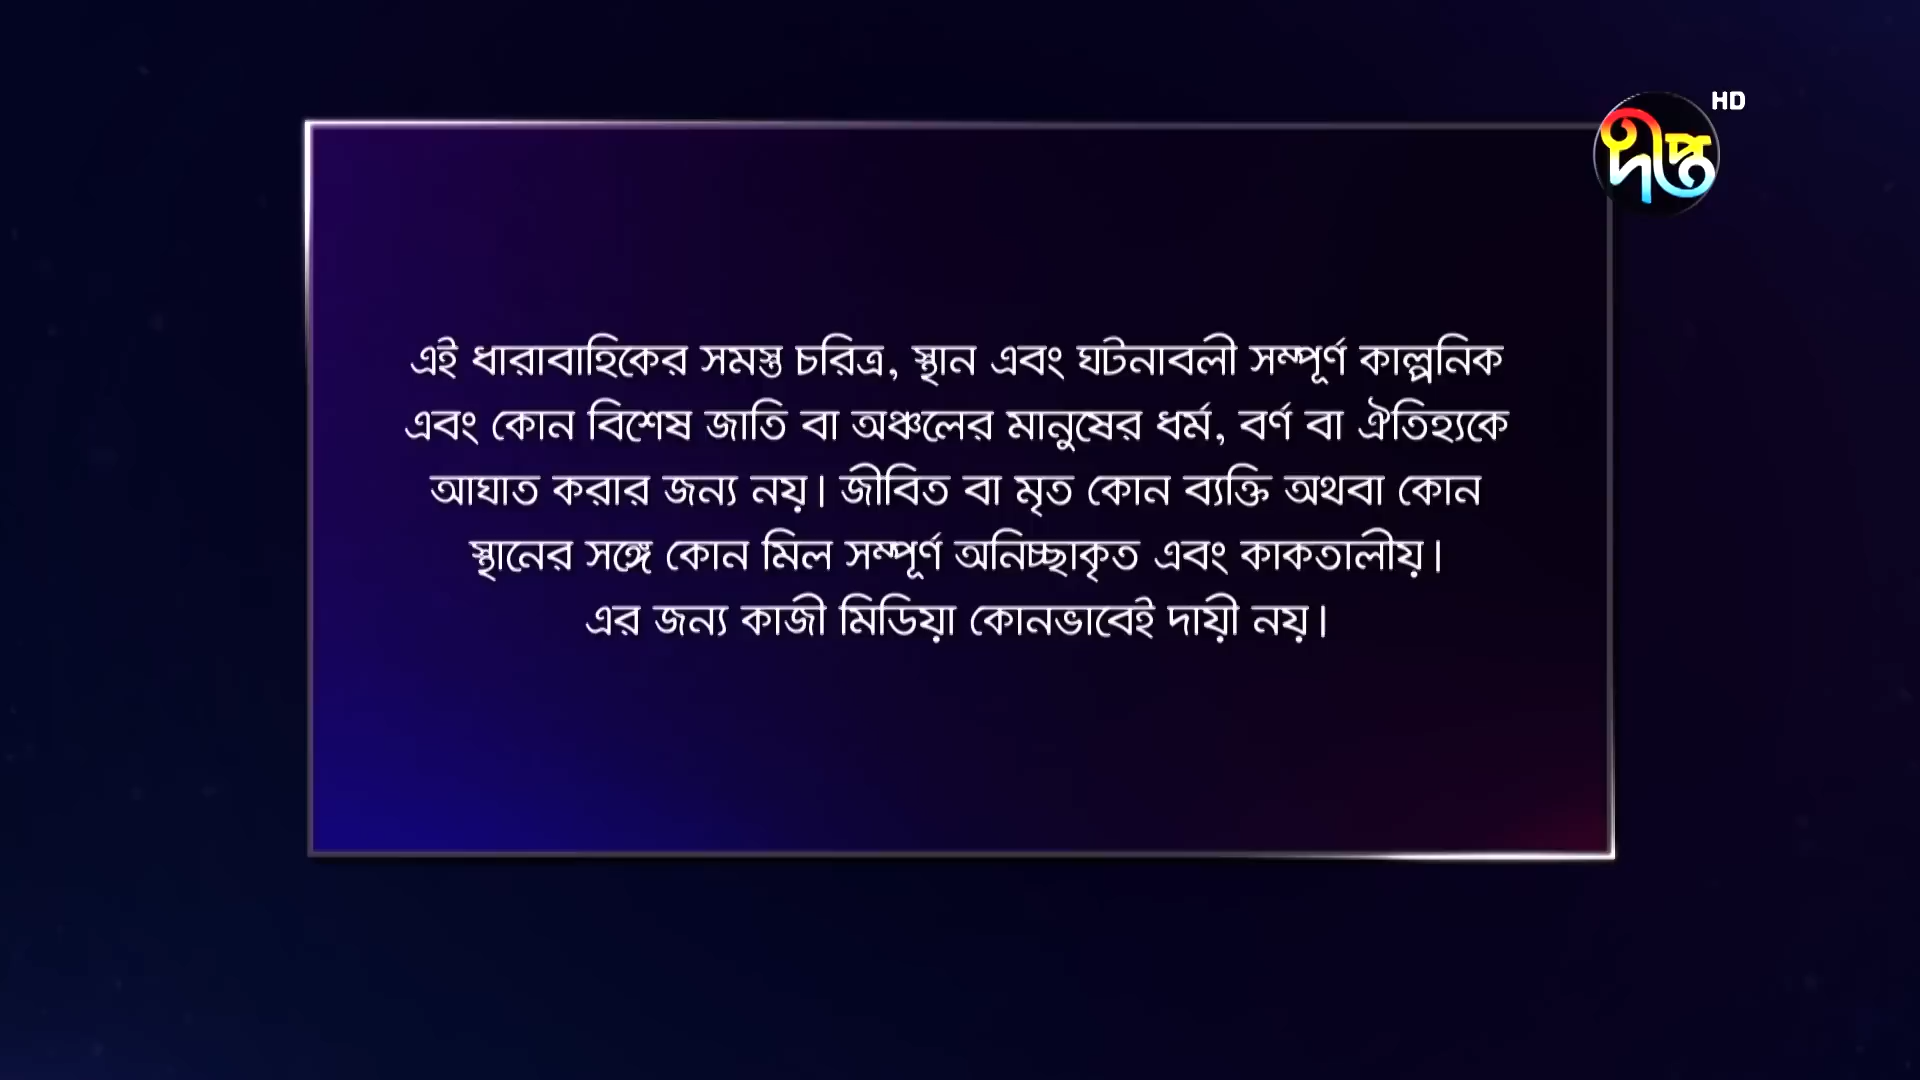 HD
দীপ্ত
এই ধারাবাহিকের সমস্ত চরিত্র, স্থান এবং ঘটনাবলী সম্পূর্ণ কাল্পনিক
এবং কোন বিশেষ জাতি বা অঞ্চলের মানুষের ধর্ম, বর্ণ বা ঐতিহ্যকে
আঘাত করার জন্য নয়। জীবিত বা মৃত কোন ব্যক্তি অথবা কোন
স্থানের সঙ্গে কোন মিল সম্পূর্ণ অনিচ্ছাকৃত এবং কাকতালীয়।
এর জন্য কাজী মিডিয়া কোনভাবেই দায়ী নয়।